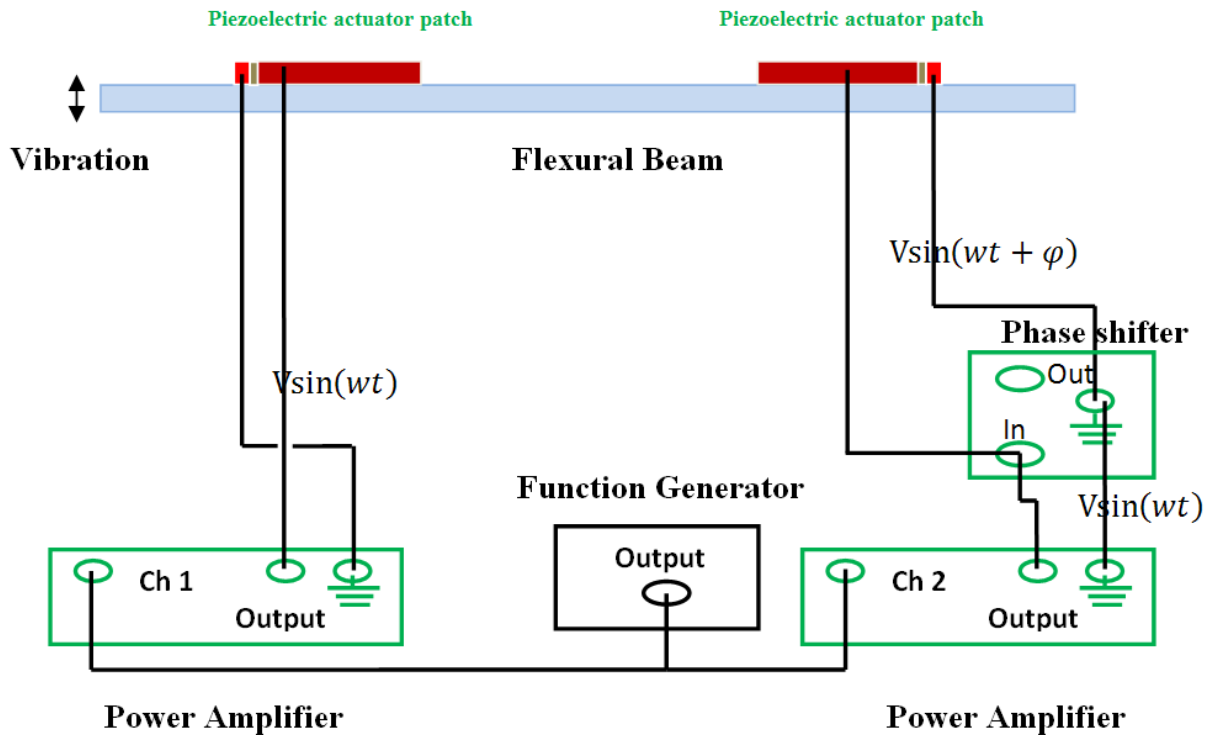 Piezoelectric actuator patch
Piezoelectric actuator patch
Vibration
Flexural Beam
Vsin(wt + φ)
Phase shifter
Out
Vsin(wt)
In
Function Generator
Vsin(wt)
Output
Ch 1
Output
Ch 2
Output
Power Amplifier
Power Amplifier